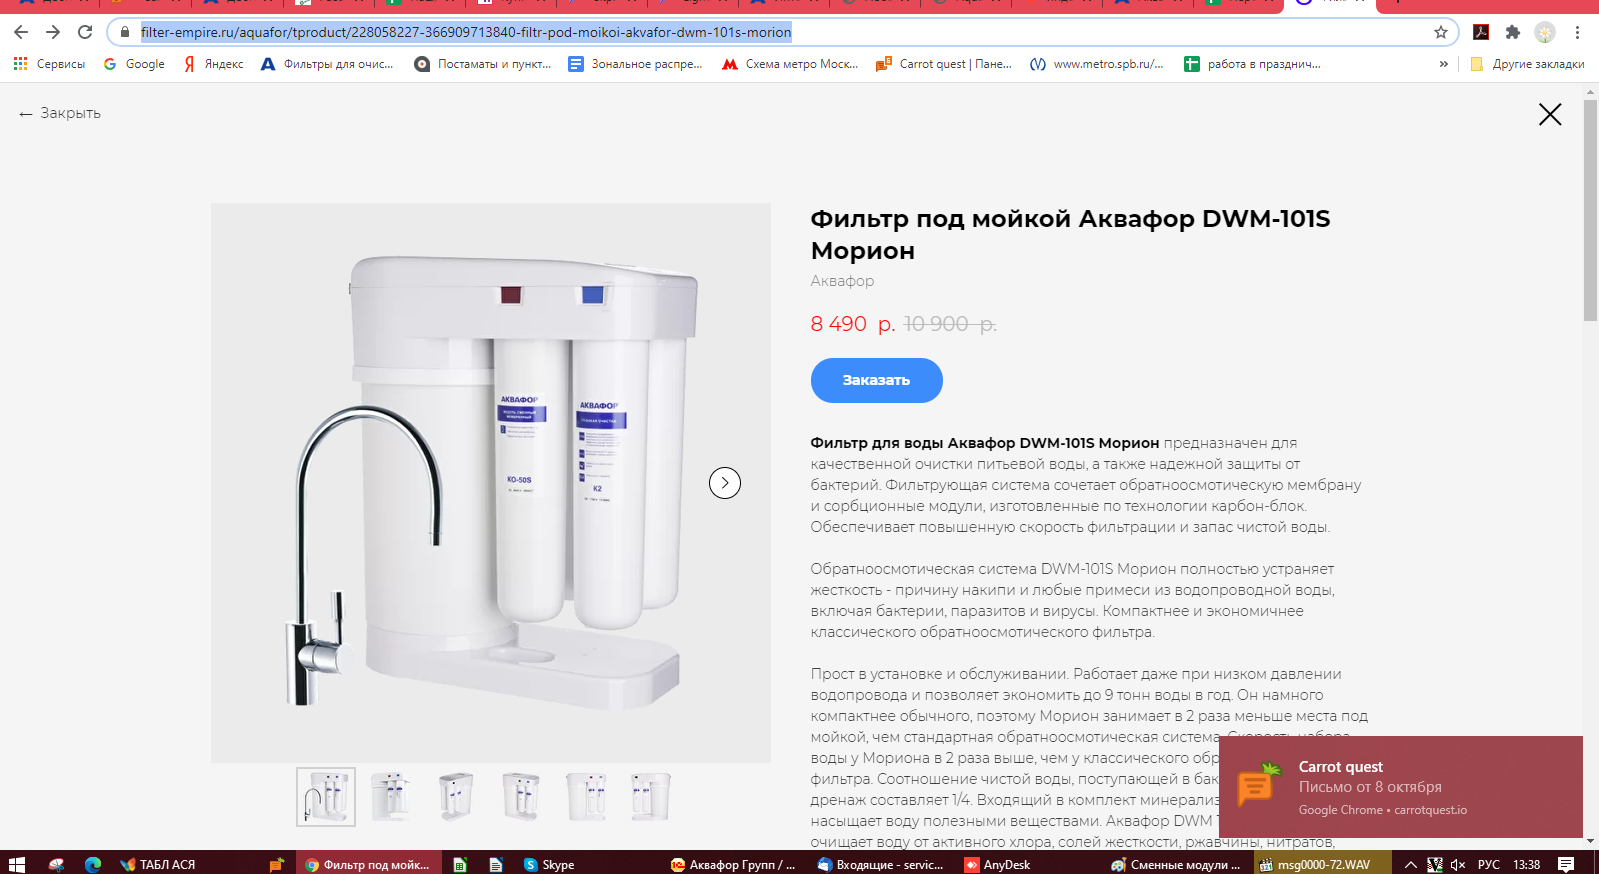 filter-empire.ru/aquafor/tproduct/228058227-366909713840-filtr-pod-moikoi-akvafor-dwm-101s-morion
Сервисы
Google
Яндекс
Фильтры для очис...
Постаматы и пункт...
Зональное распре...
Схема метро Моск...
Carrot quest | Пане...
www.metro.spb.ru/...
работа в празднич...
»
Другие закладки
← Закрыть
Фильтр под мойкой Аквафор DWM-101S
Морион
Аквафор
8 490 р. 10 900 р.
Заказать
АКВАФОР
КО-50S
АКВАФОР
К2
Фильтр для воды Аквафор DWM-101S Морион предназначен для
качественной очистки питьевой воды, а также надежной защиты от
бактерий. Фильтрующая система сочетает обратноосмотическую мембрану
и сорбционные модули, изготовленные по технологии карбон-блок.
Обеспечивает повышенную скорость фильтрации и запас чистой воды.
Обратноосмотическая система DWM-101S Морион полностью устраняет
жесткость - причину накипи и любые примеси из водопроводной воды,
включая бактерии, паразитов и вирусы. Компактнее и экономичнее
классического обратноосмотического фильтра.
Прост в установке и обслуживании. Работает даже при низком давлении
водопровода и позволяет экономить до 9 тонн воды в год. Он намного
компактнее обычного, поэтому Морион занимает в 2 раза меньше места под
мойкой, чем стандартная обратноосмотическая система. Скорость набора
воды у Мориона в 2 раза выше, чем у классического обр
фильтра. Соотношение чистой воды, поступающей в бак
дренаж составляет 1/4. Входящий в комплект минерализ
насыщает воду полезными веществами. Аквафор DWM 1
очищает воду от активного хлора, солей жесткости, ржавчины, нитратов,
Carrot quest
Письмо от 8 октября
Google Chrome • carrotquest.io
ТАБЛ АСЯ
Фильтр под мойк...
Skype
Аквафор Групп / ...
Входящие - servic...
AnyDesk
Сменные модули ...
msg0000-72.WAV
РУС
13:38